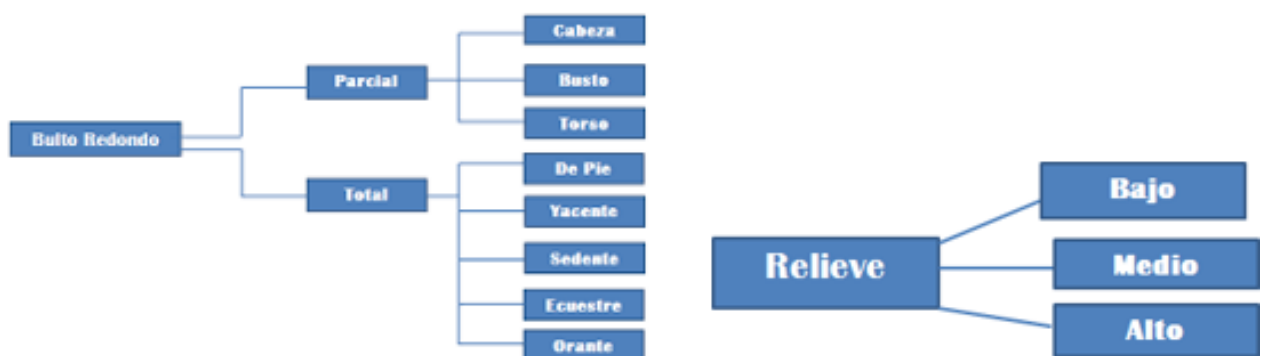 Bulto Redondo
Parcial
Cabeza
Busto
Torso
Total
De Pie
Yacente
Sedente
Ecuestre
Orante
Relieve
Bajo
Medio
Alto